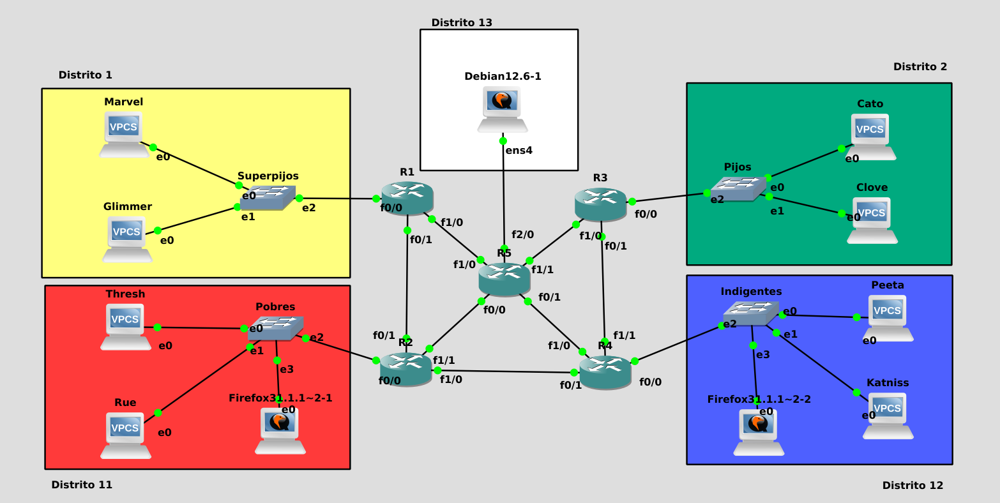 Distrito 13
Debian12.6-1
ens4
Distrito 1
Marvel
VPCS
e0
Superpijos
e0
e1
e2
Glimmer
VPCS
e0
R1
f0/0
f1/0
f0/1
R3
f0/0
f1/0
f0/1
Distrito 2
Cato
VPCS
e0
Pijos
e0
e1
e2
Clove
VPCS
e0
f2/0
R5
f1/0
f1/1
f0/0
f0/1
Thresh
VPCS
e0
Pobres
e0
e1
e2
e3
Rue
VPCS
e0
Firefox31.1.1~2-1
e0
Distrito 11
f0/1
R2
f1/1
f0/0
f1/0
f1/1
R4
f1/0
f0/1
f0/0
Indigentes
e0
e1
e2
e3
Peeta
VPCS
e0
Katniss
VPCS
e0
Firefox31.1.1~2-2
e0
Distrito 12